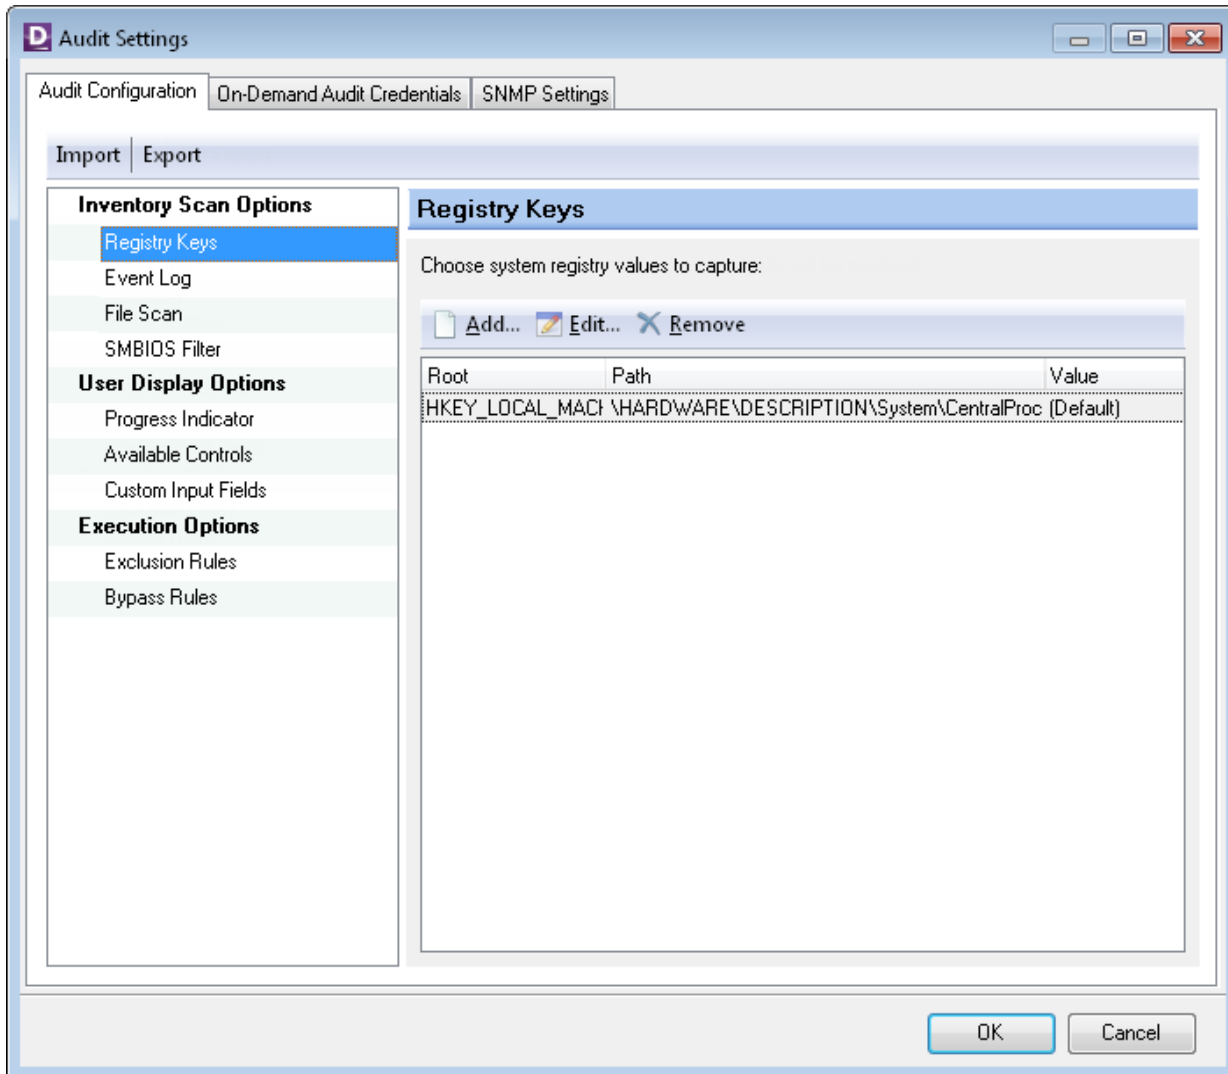 D Audit Settings
Audit Configuration On-Demand Audit Credentials SNMP Settings
Import Export
Inventory Scan Options
Registry Keys
Event Log
File Scan
SMBIOS Filter
User Display Options
Progress Indicator
Available Controls
Custom Input Fields
Execution Options
Exclusion Rules
Bypass Rules
Registry Keys
Choose system registry values to capture:
Add... Edit... Remove
Root Path Value
HKEY_LOCAL_MACH \HARDWARE\DESCRIPTION\System\CentralProc (Default)
OK Cancel